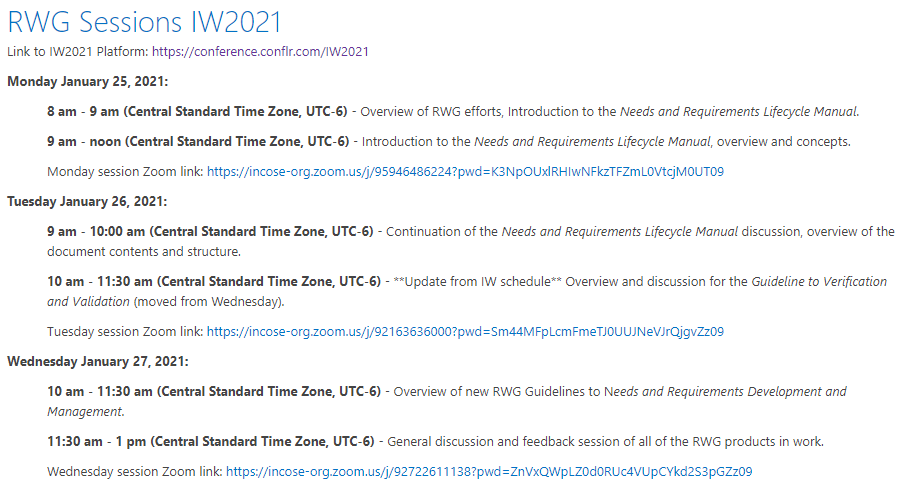 RWG Sessions IW2021
Link to IW2021 Platform: https://conference.conflr.com/IW2021
Monday January 25, 2021:
8 am - 9 am (Central Standard Time Zone, UTC-6) - Overview of RWG efforts, Introduction to the Needs and Requirements Lifecycle Manual.
9 am - noon (Central Standard Time Zone, UTC-6) - Introduction to the Needs and Requirements Lifecycle Manual, overview and concepts.
Monday session Zoom link: https://incose-org.zoom.us/j/95946486224?pwd=K3NpOUxlRHIwNFkzTFZmL0VtcjM0UT09
Tuesday January 26, 2021:
9 am - 10:00 am (Central Standard Time Zone, UTC-6) - Continuation of the Needs and Requirements Lifecycle Manual discussion, overview of the
document contents and structure.
10 am - 11:30 am (Central Standard Time Zone, UTC-6) - **Update from IW schedule** Overview and discussion for the Guideline to Verification
and Validation (moved from Wednesday).
Tuesday session Zoom link: https://incose-org.zoom.us/j/92163636000?pwd=Sm44MFpLcmFmeTJ0UUJNeVJrQjgvZz09
Wednesday January 27, 2021:
10 am - 11:30 am (Central Standard Time Zone, UTC-6) - Overview of new RWG Guidelines to Needs and Requirements Development and
Management.
11:30 am - 1 pm (Central Standard Time Zone, UTC-6) - General discussion and feedback session of all of the RWG products in work.
Wednesday session Zoom link: https://incose-org.zoom.us/j/92722611138?pwd=ZnVxQWpLZ0d0RUc4VUpCYkd2S3pGZz09